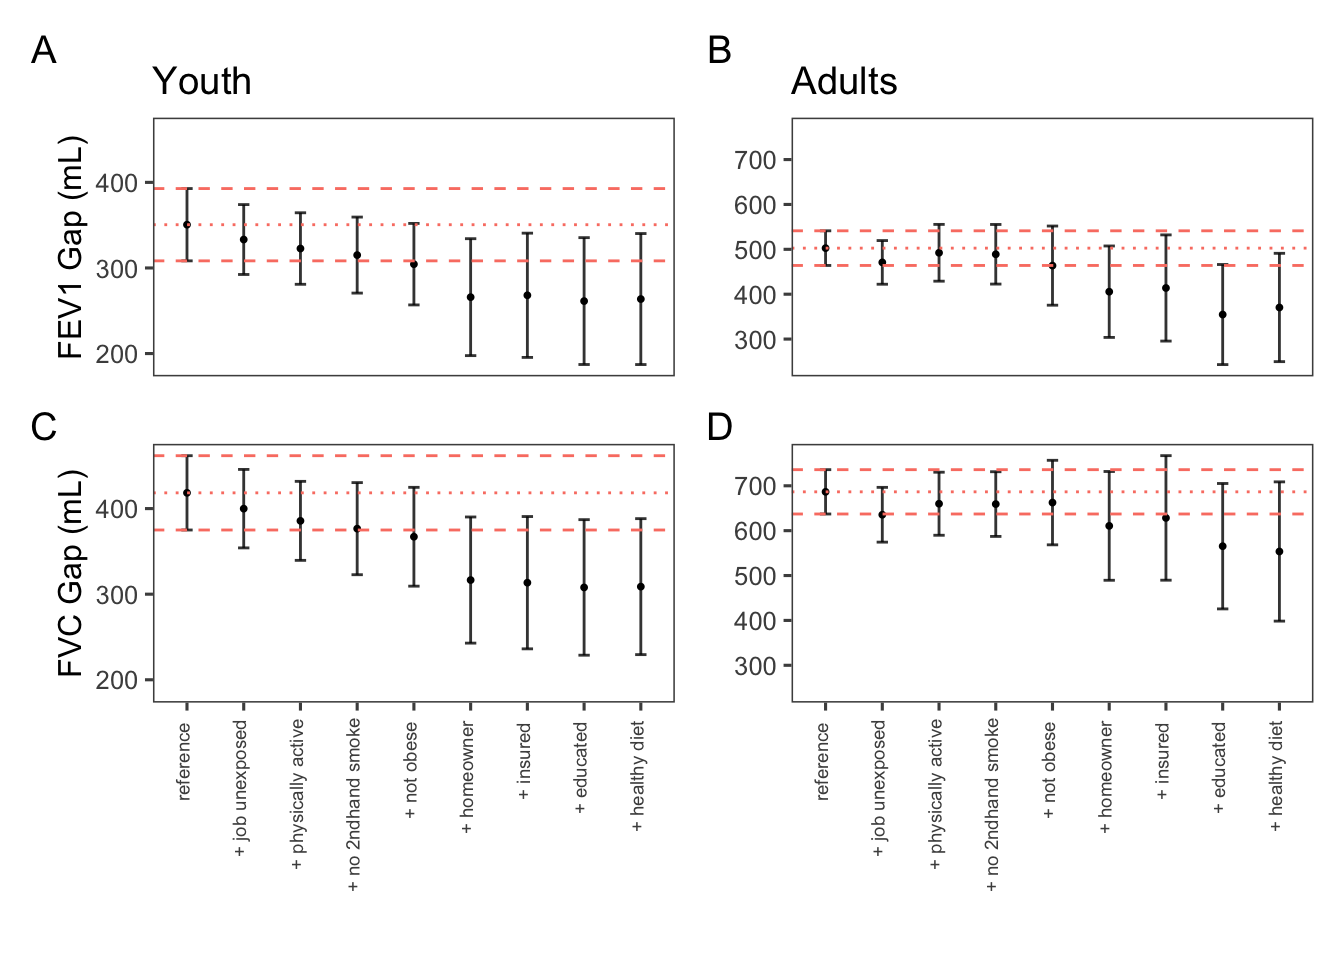 A
Youth
FEV1 Gap (mL)
400
300
200
B
Adults
700
600
500
400
300
C
FVC Gap (mL)
400
300
200
reference
+ job unexposed
+ physically active
+ no 2ndhand smoke
+ not obese
+ homeowner
+ insured
+ educated
+ healthy diet
D
700
600
500
400
300
reference
+ job unexposed
+ physically active
+ no 2ndhand smoke
+ not obese
+ homeowner
+ insured
+ educated
+ healthy diet